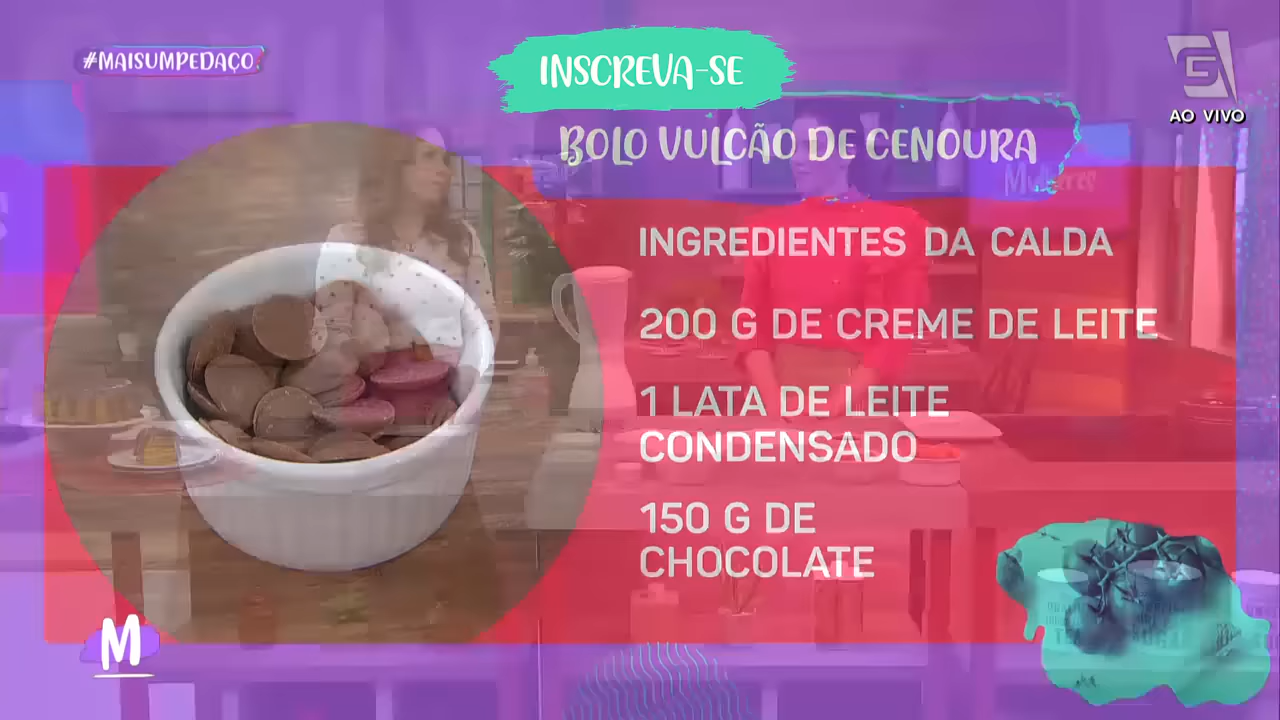 #MAISUMPEDAÇO
INSCREVA-SE
AO VIVO
BOLO VULCÃO DE CENOURA
Mulheres
INGREDIENTES DA CALDA
200 G DE CREME DE LEITE
1 LATA DE LEITE
CONDENSADO
150 G DE
CHOCOLATE
M